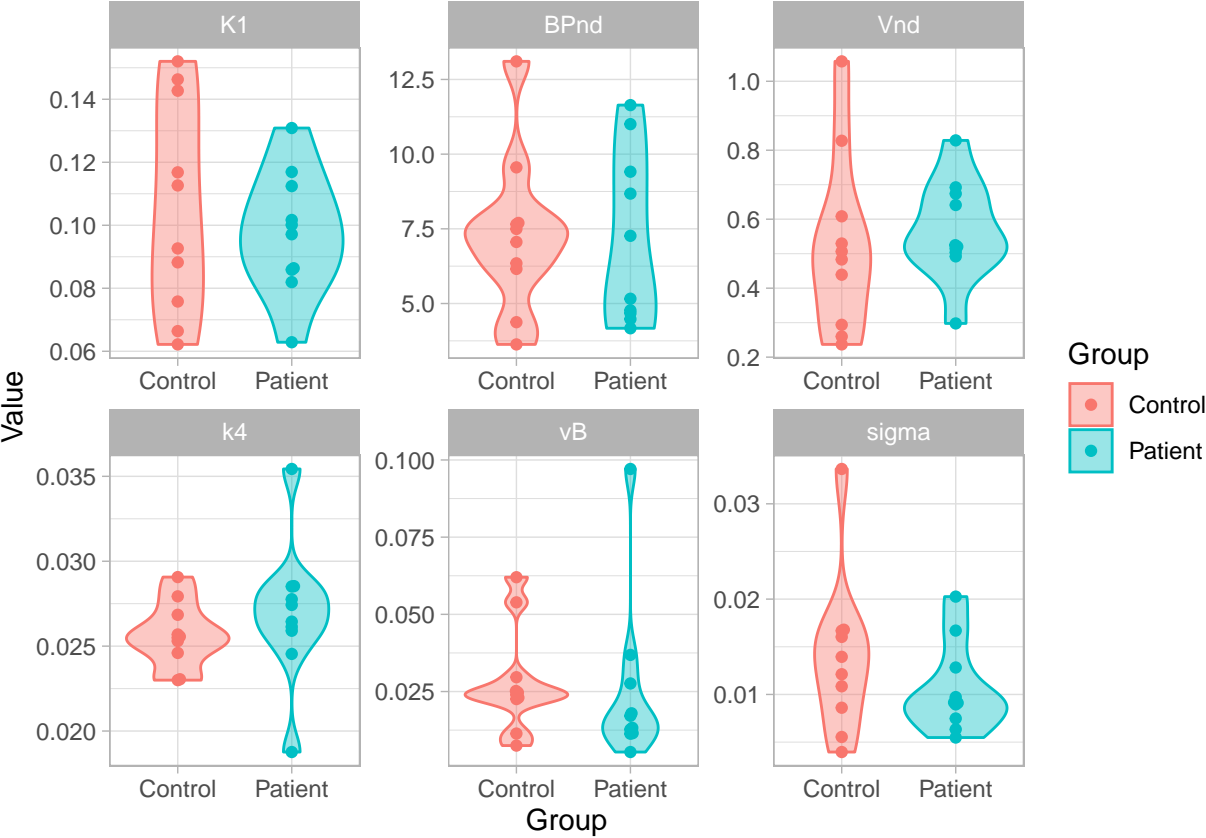 K1 BPnd Vnd
0.14
0.12
0.10
0.08
0.06
12.5
10.0
7.5
5.0
1.0
0.8
0.6
0.4
0.2
Control Patient Control Patient Control Patient
Value
k4 vB sigma
0.035
0.030
0.025
0.020
0.100
0.075
0.050
0.025
0.03
0.02
0.01
Control Patient Control Patient Control Patient
Group
Group
Control
Patient